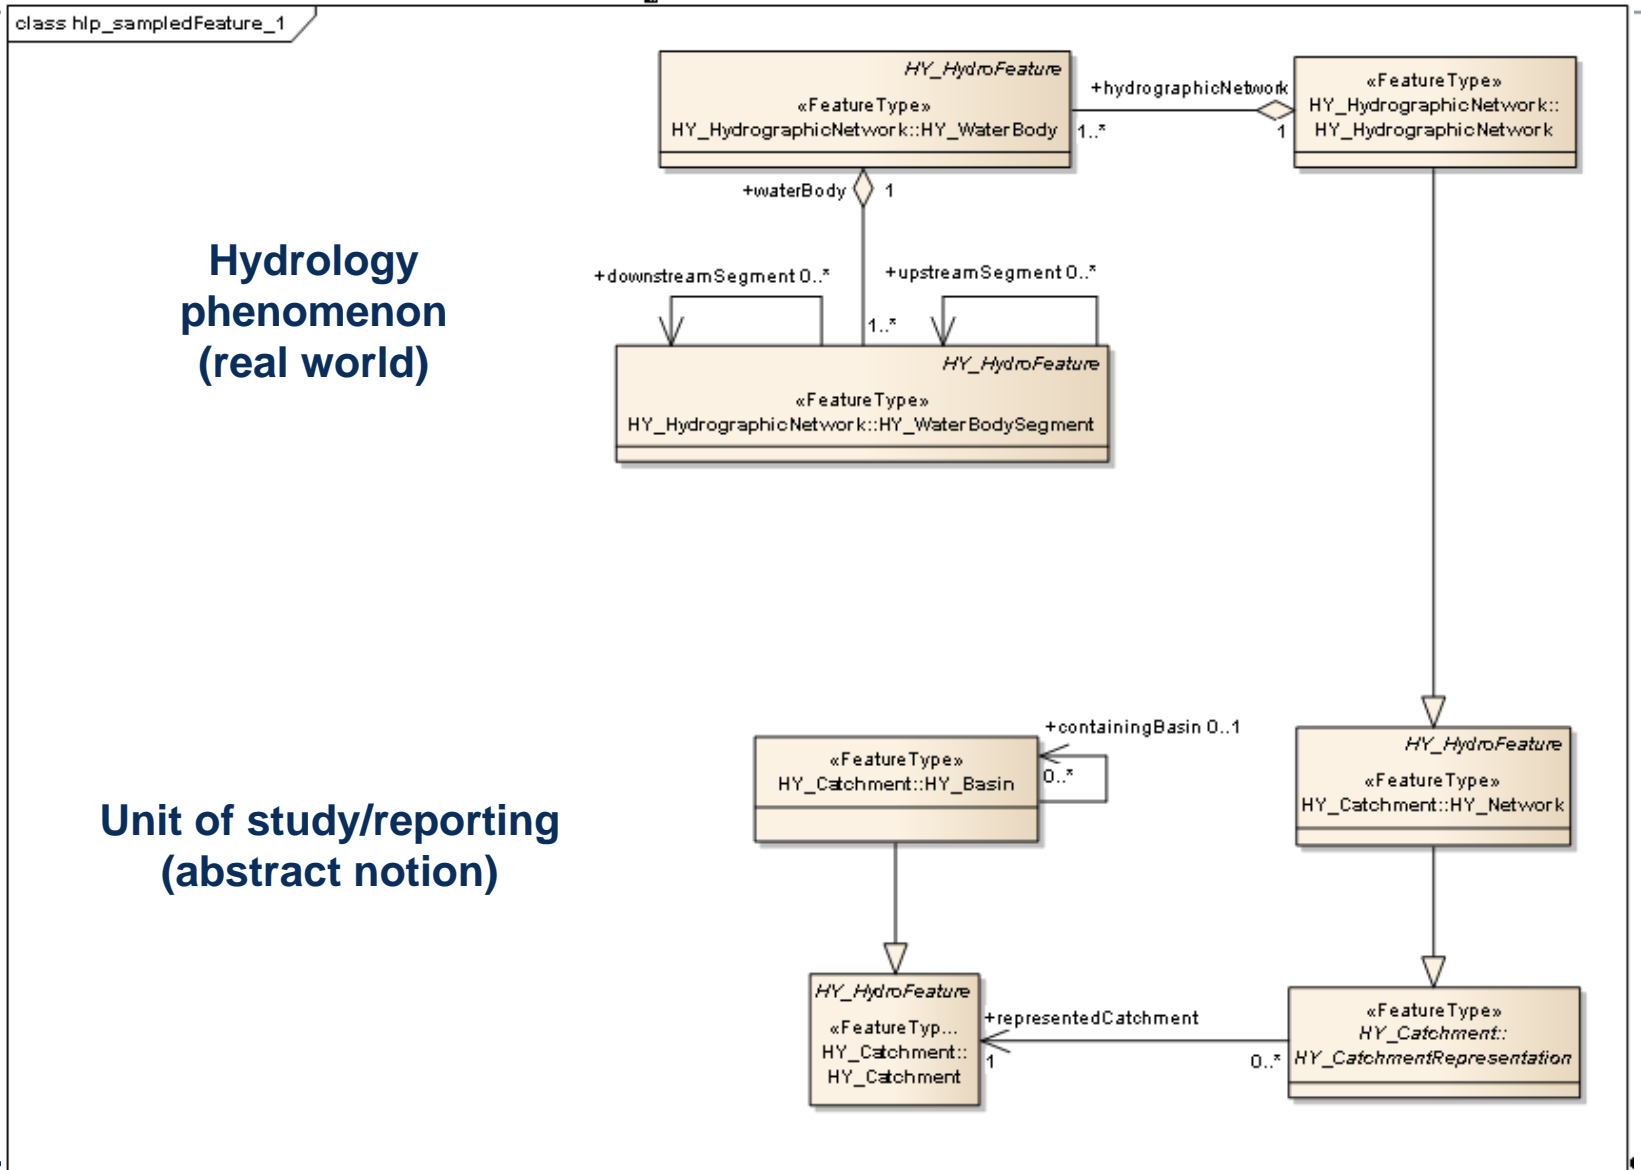 class hlp_sampledFeature_1
HY_HydroFeature
«FeatureType»
HY_HydrographicNetwork::HY_WaterBody
+hydrographicNetwork
1..*
1
«FeatureType»
HY_HydrographicNetwork::
HY_HydrographicNetwork
+waterBody
1
Hydrology
phenomenon
(real world)
+downstreamSegment 0..*
+upstreamSegment 0..*
1..*
HY_HydroFeature
«FeatureType»
HY_HydrographicNetwork::HY_WaterBodySegment
+containingBasin 0..1
0..*
«FeatureType»
HY_Catchment::HY_Basin
HY_HydroFeature
«FeatureType»
HY_Catchment::HY_Network
Unit of study/reporting
(abstract notion)
HY_HydroFeature
«FeatureTyp...
HY_Catchment::
HY_Catchment
+representedCatchment
1
0..*
«FeatureType»
HY_Catchment::
HY_CatchmentRepresentation